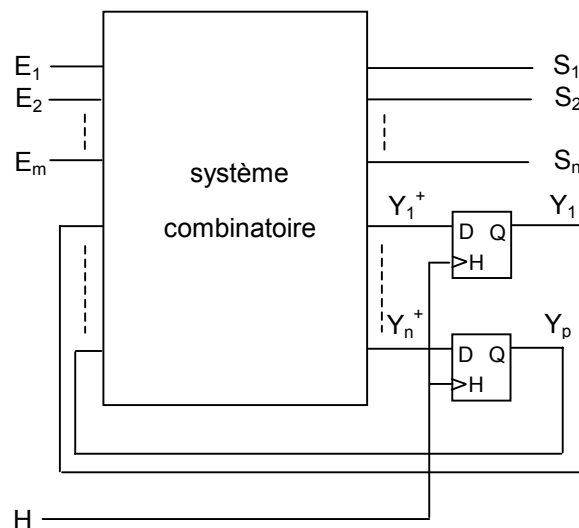 E1 S1
E2 S2
Em Sn
système
combinatoire
Y1+ Y1
D Q
H
Yn+ Yp
D Q
H
H